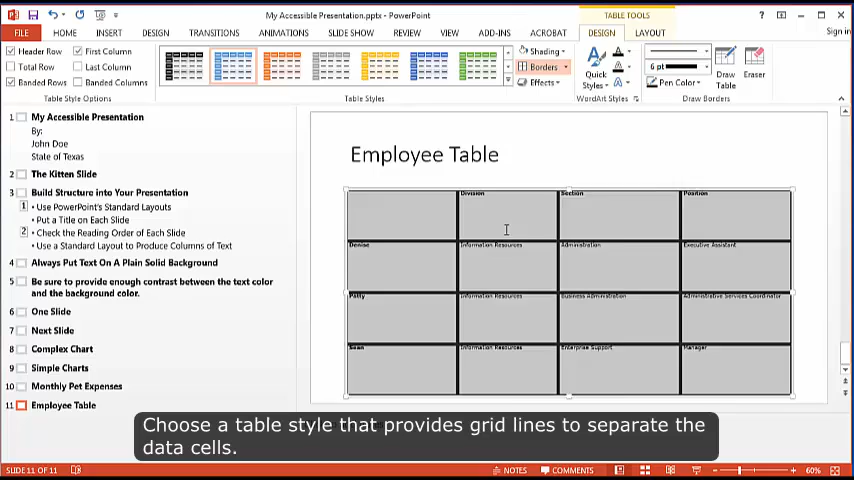 My Accessible Presentation.pptx - PowerPoint
TABLE TOOLS
?
FILE HOME INSERT DESIGN TRANSITIONS ANIMATIONS SLIDE SHOW REVIEW VIEW ADD-INS ACROBAT DESIGN LAYOUT Sign in
Header Row First Column
Total Row Last Column
Banded Rows Banded Columns
Table Style Options
Table Styles
Shading
Borders
Effects
Quick
Styles
WordArt Styles
6 pt
Pen Color
Draw
Table
Eraser
Draw Borders
1 My Accessible Presentation
By:
John Doe
State of Texas
2 The Kitten Slide
3 Build Structure into Your Presentation
1 • Use PowerPoint's Standard Layouts
• Put a Title on Each Slide
2 • Check the Reading Order of Each Slide
• Use a Standard Layout to Produce Columns of Text
4 Always Put Text On A Plain Solid Background
5 Be sure to provide enough contrast between the text color
and the background color.
6 One Slide
7 Next Slide
8 Complex Chart
9 Simple Charts
10 Monthly Pet Expenses
11 Employee Table
Employee Table
Division Section Position
Denise Information Resources Administration Executive Assistant
Patty Information Resources Business Administration Administrative Services Coordinator
Sean Information Resources Enterprise Support Manager
Choose a table style that provides grid lines to separate the
data cells.
SLIDE 11 OF 11 NOTES COMMENTS 60%